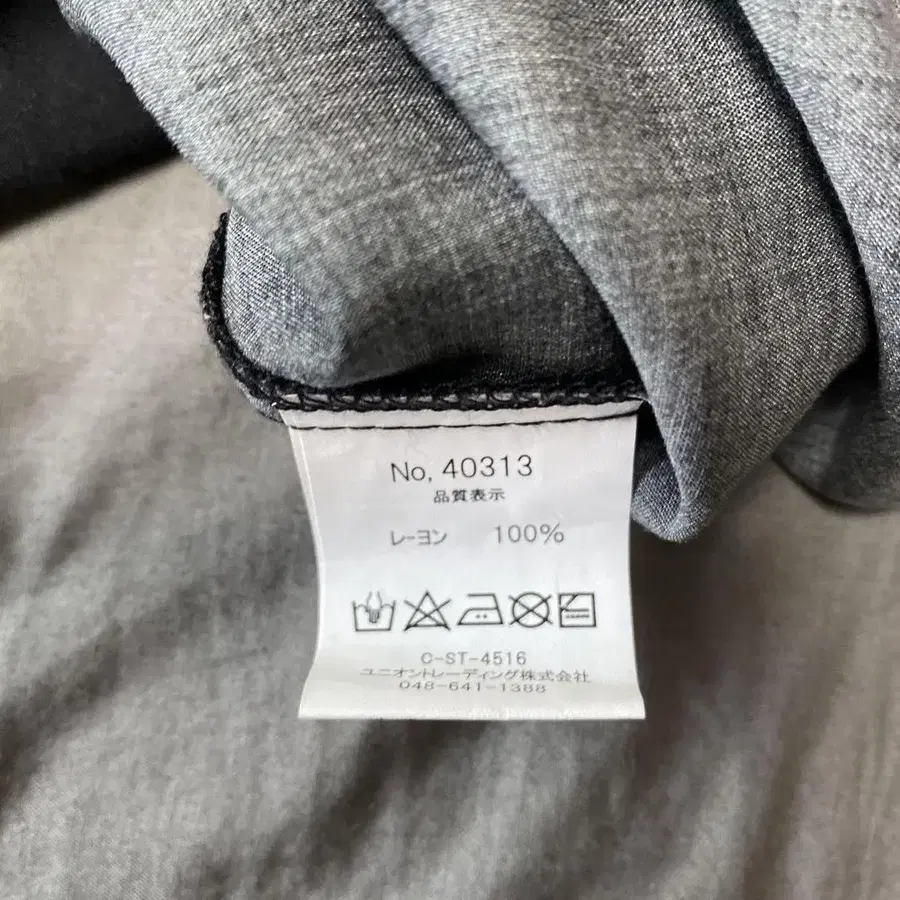 No, 40313
品質表示
レーヨン 100%
C-ST-4516
ユニオントレーディング株式会社
048-641-1388